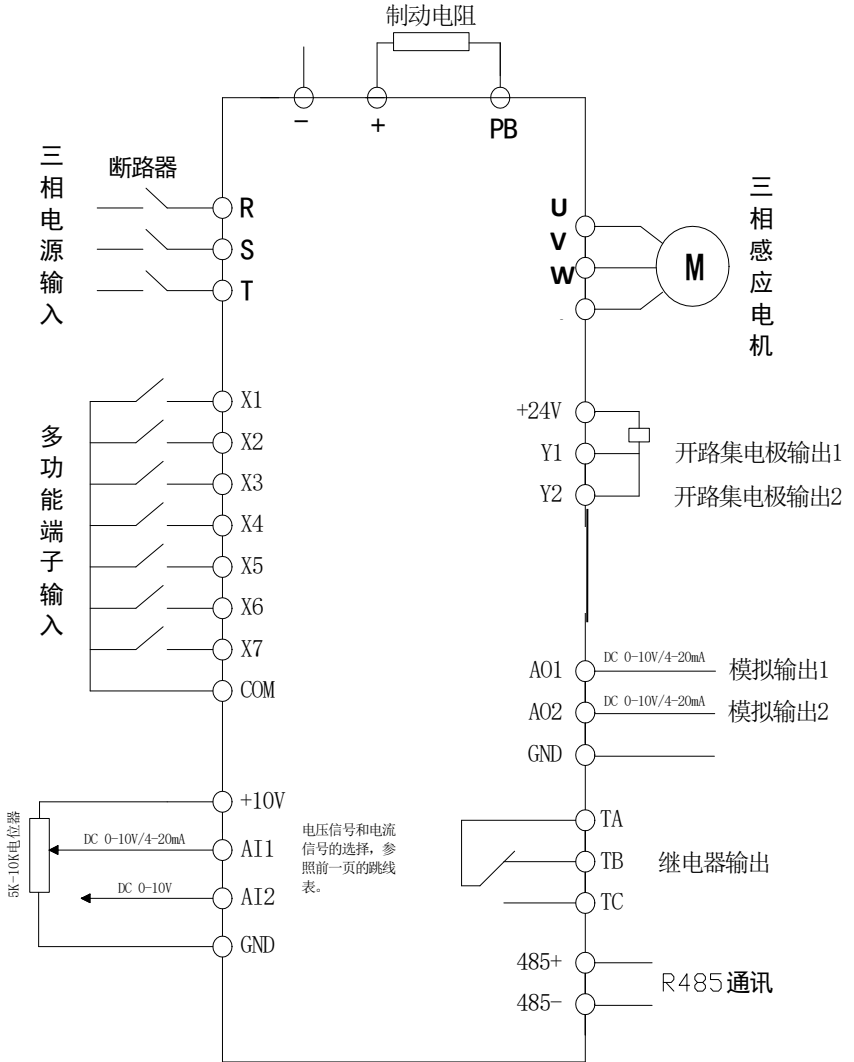 制动电阻
- + PB
三相电源输入
断路器
R
S
T
U
V
W
M
三相感应电机
多功能端子输入
X1
X2
X3
X4
X5
X6
X7
COM
+24V
Y1 开路集电极输出1
Y2 开路集电极输出2
AO1 DC 0-10V/4-20mA 模拟输出1
AO2 DC 0-10V/4-20mA 模拟输出2
GND
5K-10K电位器
+10V
DC 0-10V/4-20mA AI1
DC 0-10V AI2
GND
电压信号和电流
信号的选择，参
照前一页的跳线
表。
TA
TB 继电器输出
TC
485+
485-
R485通讯